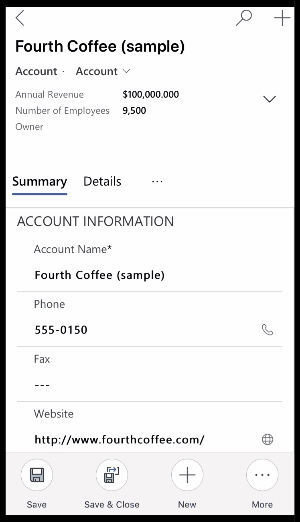 Fourth Coffee (sample)
Account · Account
Annual Revenue $100,000.000
Number of Employees 9,500
Owner
Summary Details ...
ACCOUNT INFORMATION
Account Name*
Fourth Coffee (sample)
Phone
555-0150
Fax
---
Website
http://www.fourthcoffee.com/
Save Save & Close New More